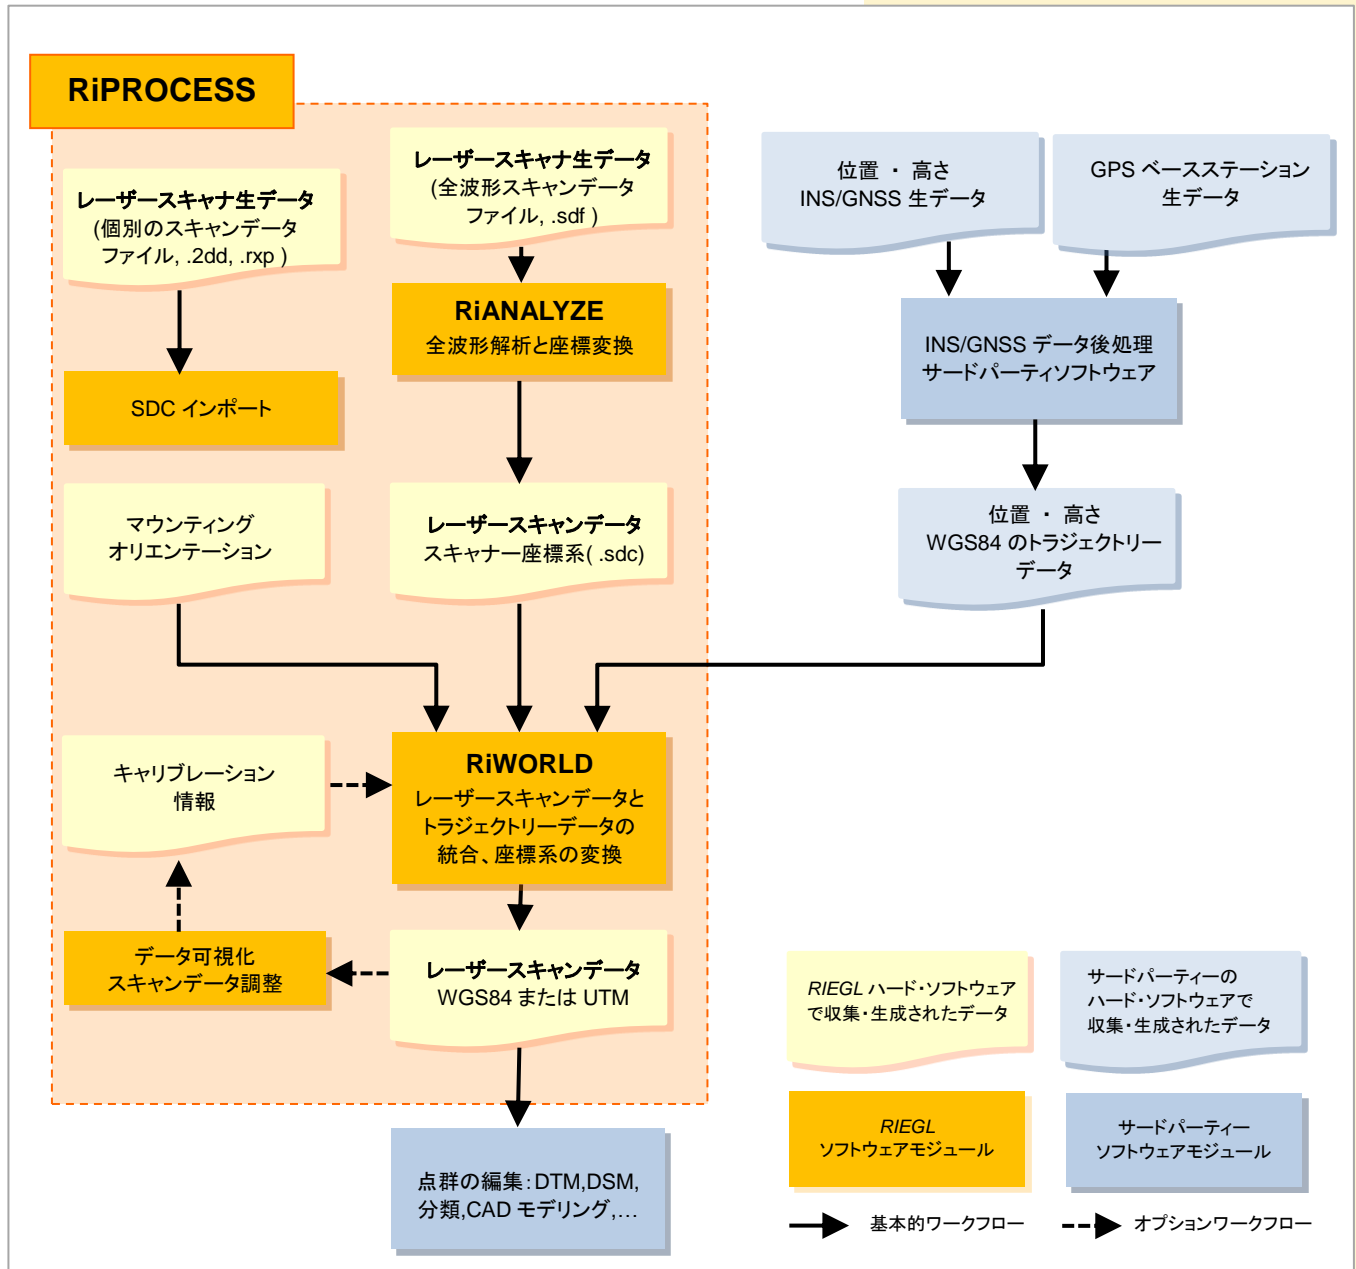 RiPROCESS
レーザースキャナ生データ
(個別のスキャンデータ
ファイル, .2dd, .rxp )
レーザースキャナ生データ
(全波形スキャンデータ
ファイル, .sdf )
位置 ・ 高さ
INS/GNSS 生データ
GPS ベースステーション
生データ
RiANALYZE
全波形解析と座標変換
INS/GNSS データ後処理
サードパーティソフトウェア
SDC インポート
マウンティング
オリエンテーション
レーザースキャンデータ
スキャナー座標系( .sdc)
位置 ・ 高さ
WGS84 のトラジェクトリー
データ
キャリブレーション
情報
RiWORLD
レーザースキャンデータと
トラジェクトリーデータの
統合、座標系の変換
データ可視化
スキャンデータ調整
レーザースキャンデータ
WGS84 または UTM
点群の編集：DTM,DSM,
分類,CAD モデリング,…
RIEGL ハード・ソフトウェア
で収集・生成されたデータ
サードパーティーの
ハード・ソフトウェアで
収集・生成されたデータ
RIEGL
ソフトウェアモジュール
サードパーティー
ソフトウェアモジュール
基本的ワークフロー
オプションワークフロー